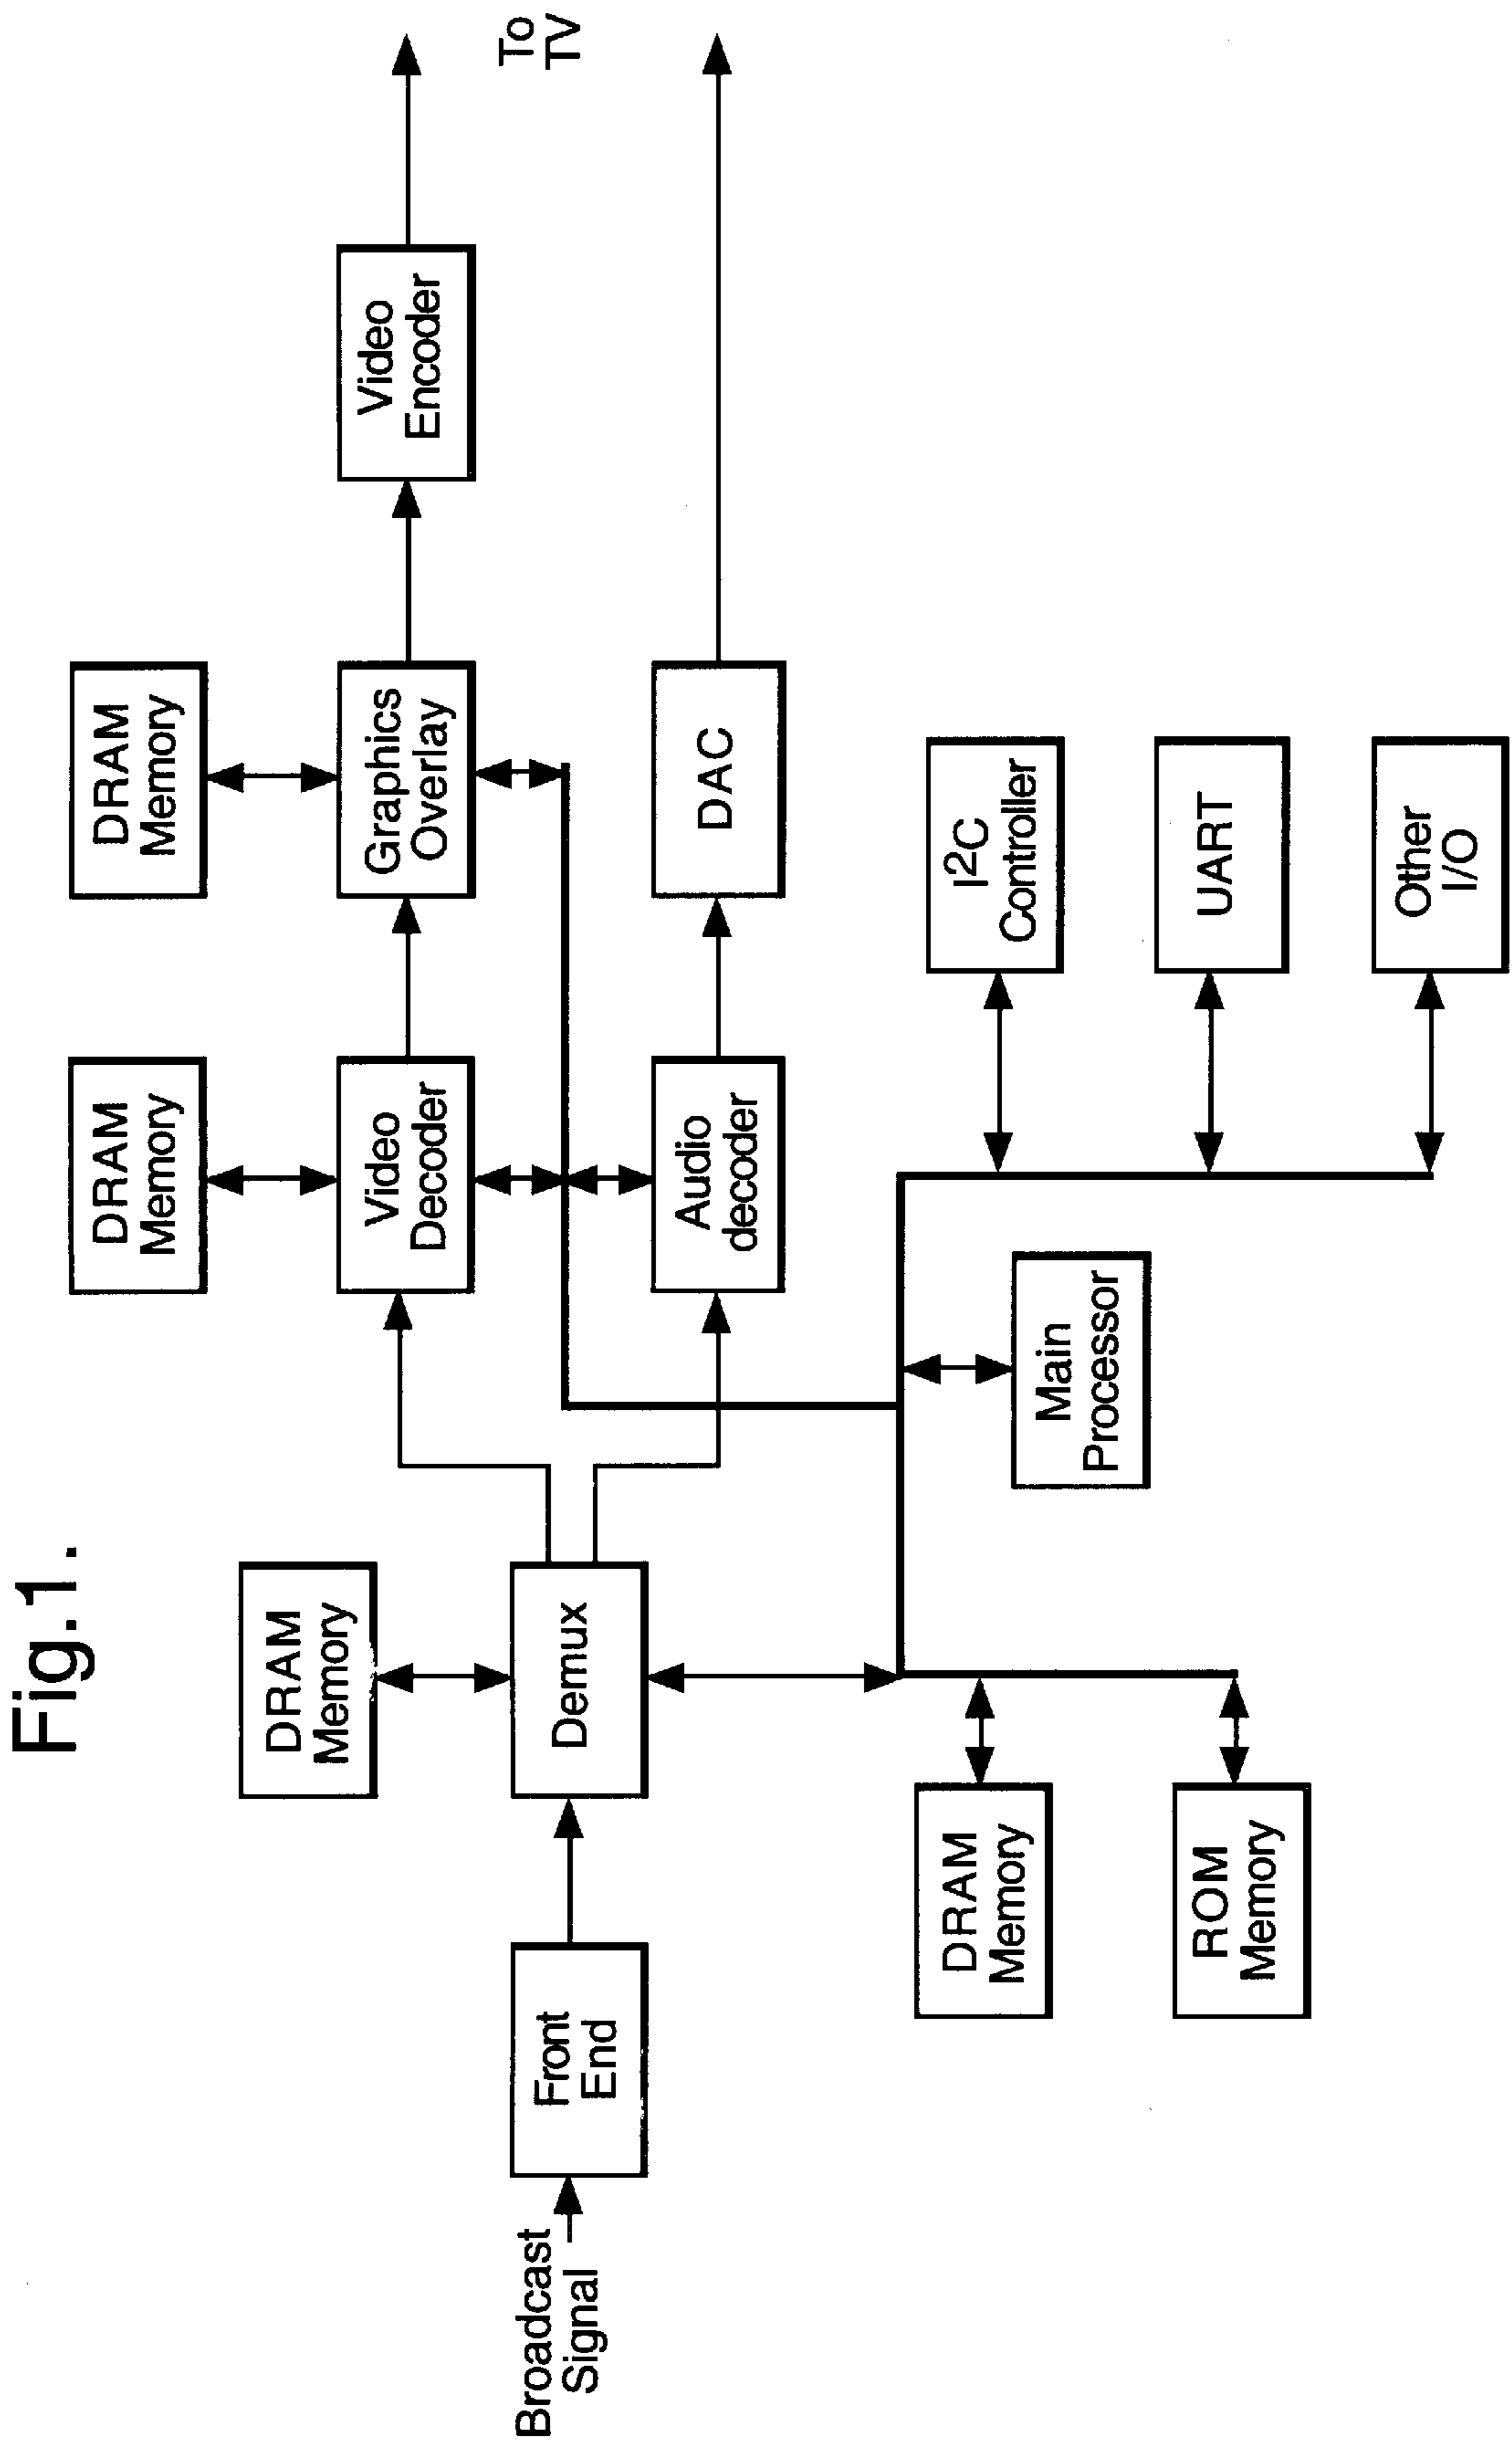 Fig.1.
DRAM
Memory
DRAM
Memory
DRAM
Memory
Video
Decoder
Graphics
Overlay
Video
Encoder
To
TV
Broadcast
Signal
Front
End
Demux
Audio
decoder
DAC
DRAM
Memory
Main
Processor
I²C
Controller
ROM
Memory
UART
Other
I/O